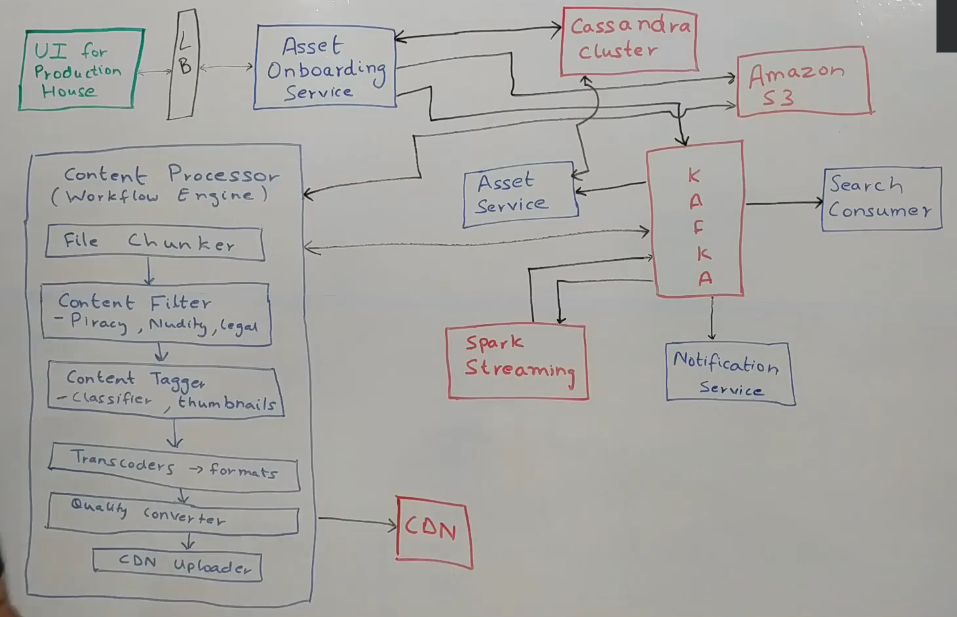 UI for
Production
House
L
B
Asset
Onboarding
Service
Cassandra
Cluster
Amazon
S3
Content Processor
(Workflow Engine)
File Chunker
Content Filter
- Piracy, Nudity, legal
Content Tagger
- Classifier, thumbnails
Transcoders → formats
Quality Converter
CDN Uploader
Asset
Service
K
A
F
K
A
Search
Consumer
Spark
Streaming
Notification
Service
CDN